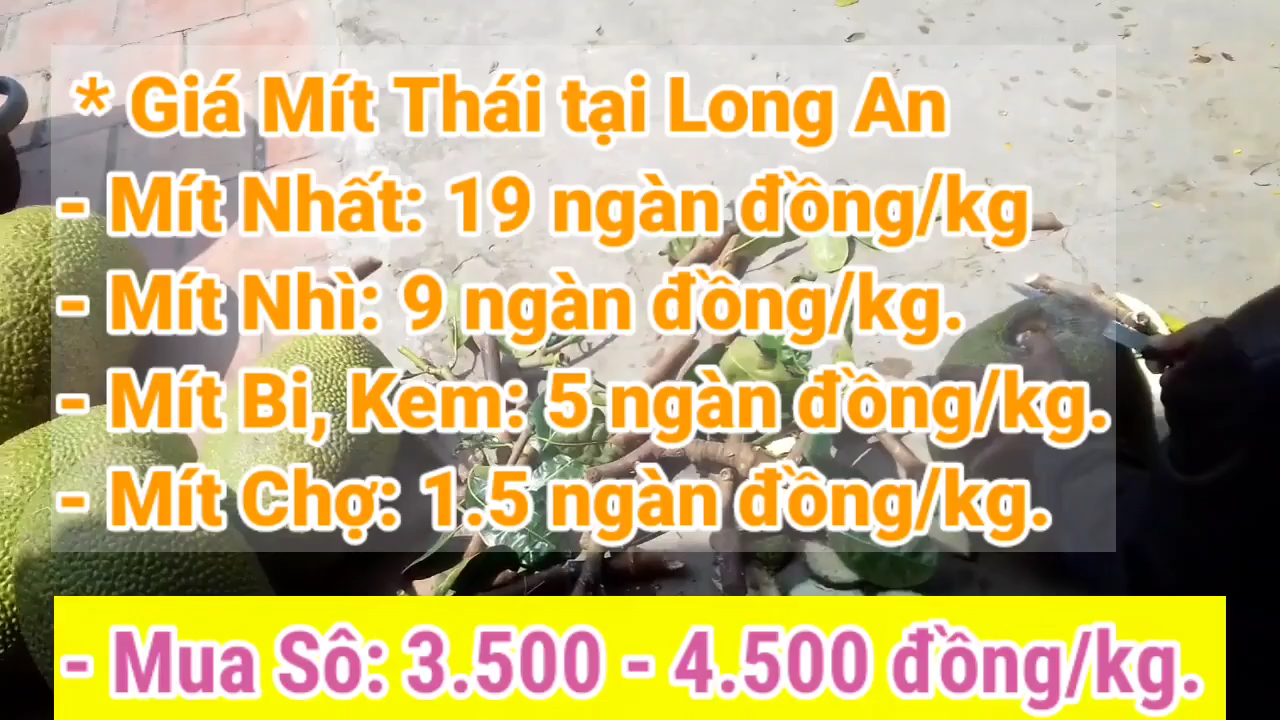 * Giá Mít Thái tại Long An
- Mít Nhất: 19 ngàn đồng/kg
- Mít Nhì: 9 ngàn đồng/kg.
- Mít Bi, Kem: 5 ngàn đồng/kg.
- Mít Chợ: 1.5 ngàn đồng/kg.
- Mua Sô: 3.500 - 4.500 đồng/kg.